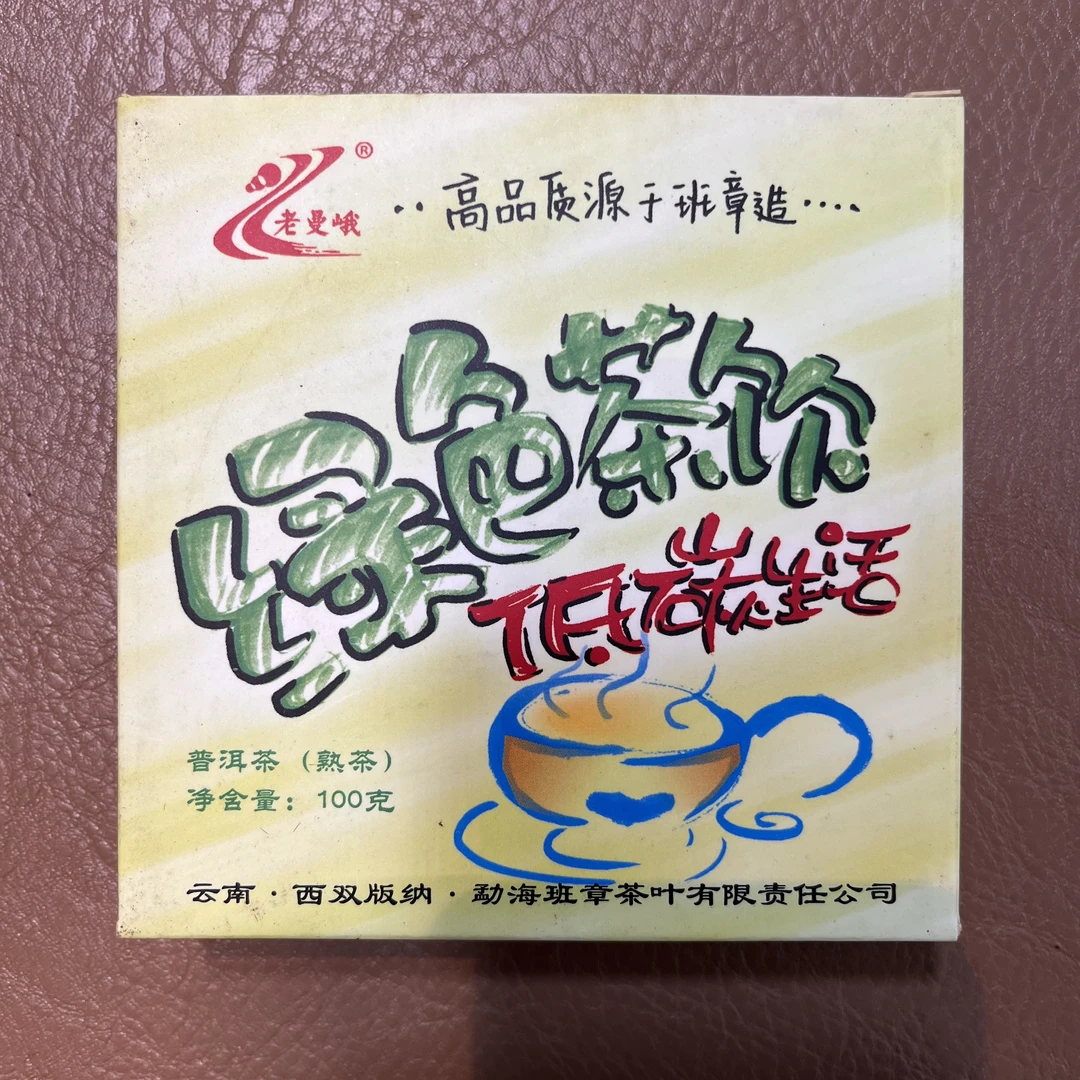 老曼峨®
··高品质源于班章造····
绿色茶饮
低碳生活
普洱茶（熟茶）
净含量：100克
云南·西双版纳·勐海班章茶叶有限责任公司